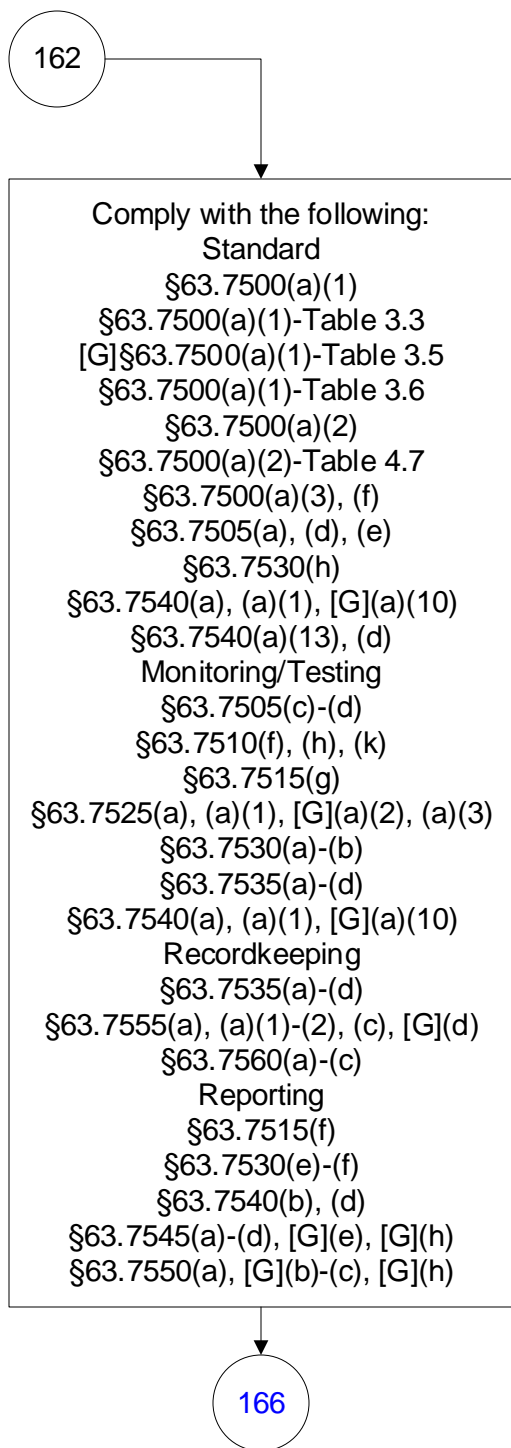 162
Comply with the following:
Standard
§63.7500(a)(1)
§63.7500(a)(1)-Table 3.3
[G]§63.7500(a)(1)-Table 3.5
§63.7500(a)(1)-Table 3.6
§63.7500(a)(2)
§63.7500(a)(2)-Table 4.7
§63.7500(a)(3), (f)
§63.7505(a), (d), (e)
§63.7530(h)
§63.7540(a), (a)(1), [G](a)(10)
§63.7540(a)(13), (d)
Monitoring/Testing
§63.7505(c)-(d)
§63.7510(f), (h), (k)
§63.7515(g)
§63.7525(a), (a)(1), [G](a)(2), (a)(3)
§63.7530(a)-(b)
§63.7535(a)-(d)
§63.7540(a), (a)(1), [G](a)(10)
Recordkeeping
§63.7535(a)-(d)
§63.7555(a), (a)(1)-(2), (c), [G](d)
§63.7560(a)-(c)
Reporting
§63.7515(f)
§63.7530(e)-(f)
§63.7540(b), (d)
§63.7545(a)-(d), [G](e), [G](h)
§63.7550(a), [G](b)-(c), [G](h)
166